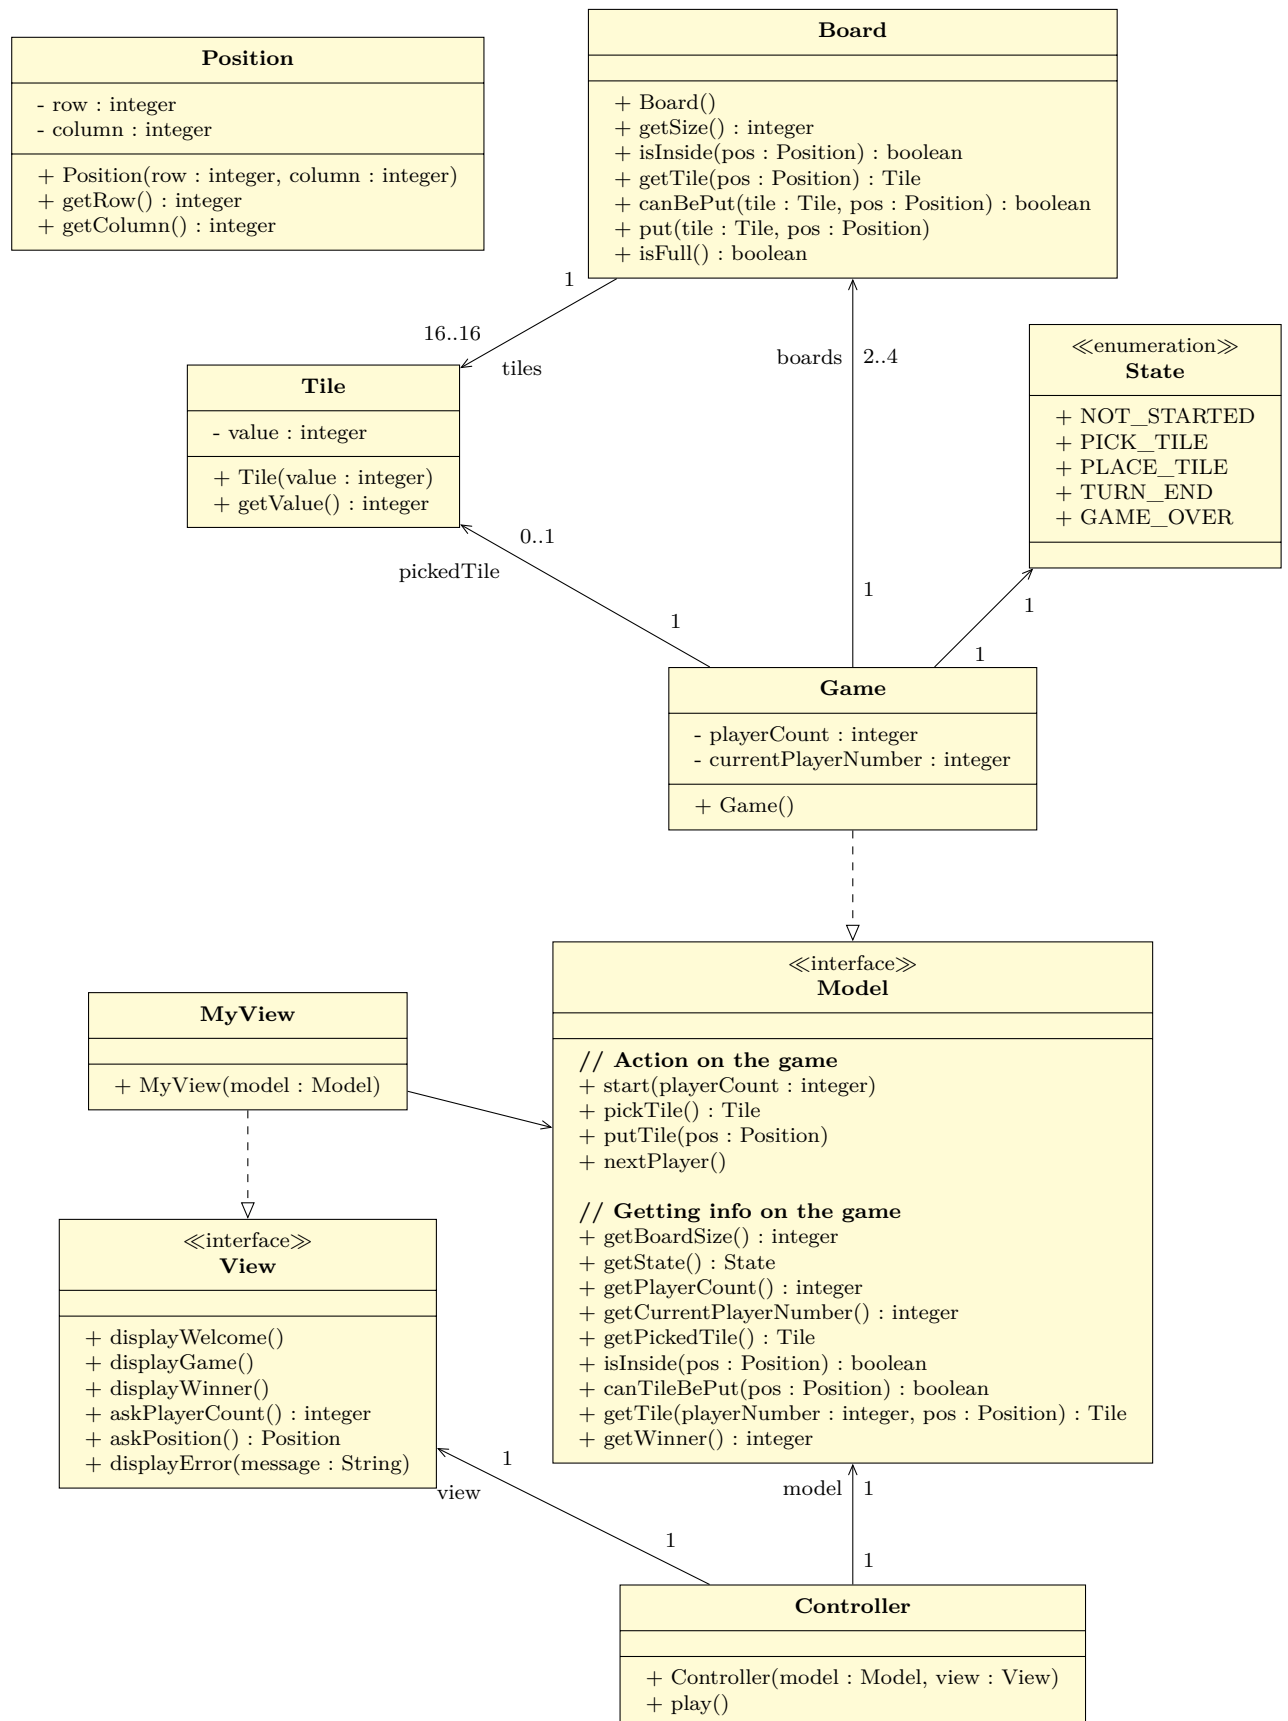 Position
- row : integer
- column : integer
+ Position(row : integer, column : integer)
+ getRow() : integer
+ getColumn() : integer
Board
+ Board()
+ getSize() : integer
+ isInside(pos : Position) : boolean
+ getTile(pos : Position) : Tile
+ canBePut(tile : Tile, pos : Position) : boolean
+ put(tile : Tile, pos : Position)
+ isFull() : boolean
1
16..16
tiles
boards
2..4
1
Tile
- value : integer
+ Tile(value : integer)
+ getValue() : integer
≪enumeration≫
State
+ NOT_STARTED
+ PICK_TILE
+ PLACE_TILE
+ TURN_END
+ GAME_OVER
0..1
pickedTile
1
1
1
Game
- playerCount : integer
- currentPlayerNumber : integer
+ Game()
≪interface≫
Model
// Action on the game
+ start(playerCount : integer)
+ pickTile() : Tile
+ putTile(pos : Position)
+ nextPlayer()
// Getting info on the game
+ getBoardSize() : integer
+ getState() : State
+ getPlayerCount() : integer
+ getCurrentPlayerNumber() : integer
+ getPickedTile() : Tile
+ isInside(pos : Position) : boolean
+ canTileBePut(pos : Position) : boolean
+ getTile(playerNumber : integer, pos : Position) : Tile
+ getWinner() : integer
MyView
+ MyView(model : Model)
≪interface≫
View
+ displayWelcome()
+ displayGame()
+ displayWinner()
+ askPlayerCount() : integer
+ askPosition() : Position
+ displayError(message : String)
1
view
1
model
1
1
Controller
+ Controller(model : Model, view : View)
+ play()